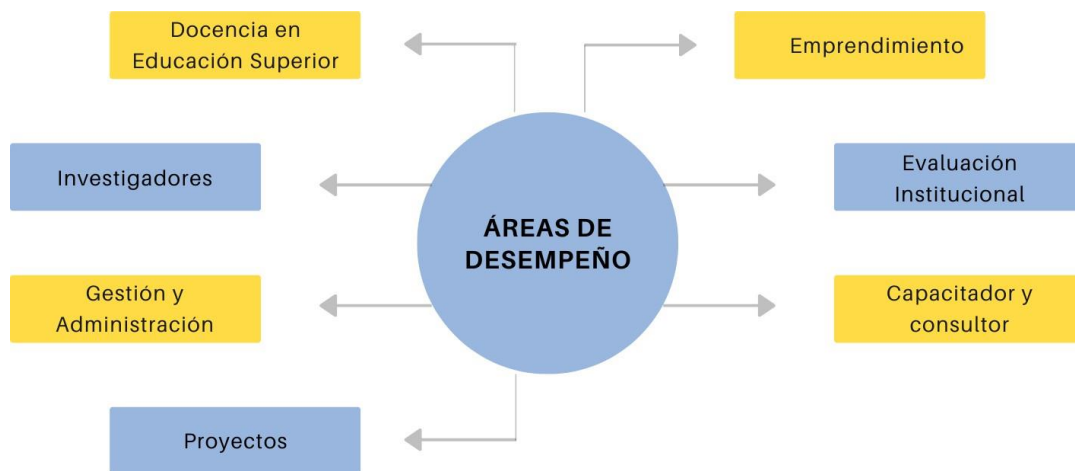 Docencia en
Educación Superior
Emprendimiento
Investigadores
Evaluación
Institucional
ÁREAS DE
DESEMPEÑO
Gestión y
Administración
Capacitador y
consultor
Proyectos